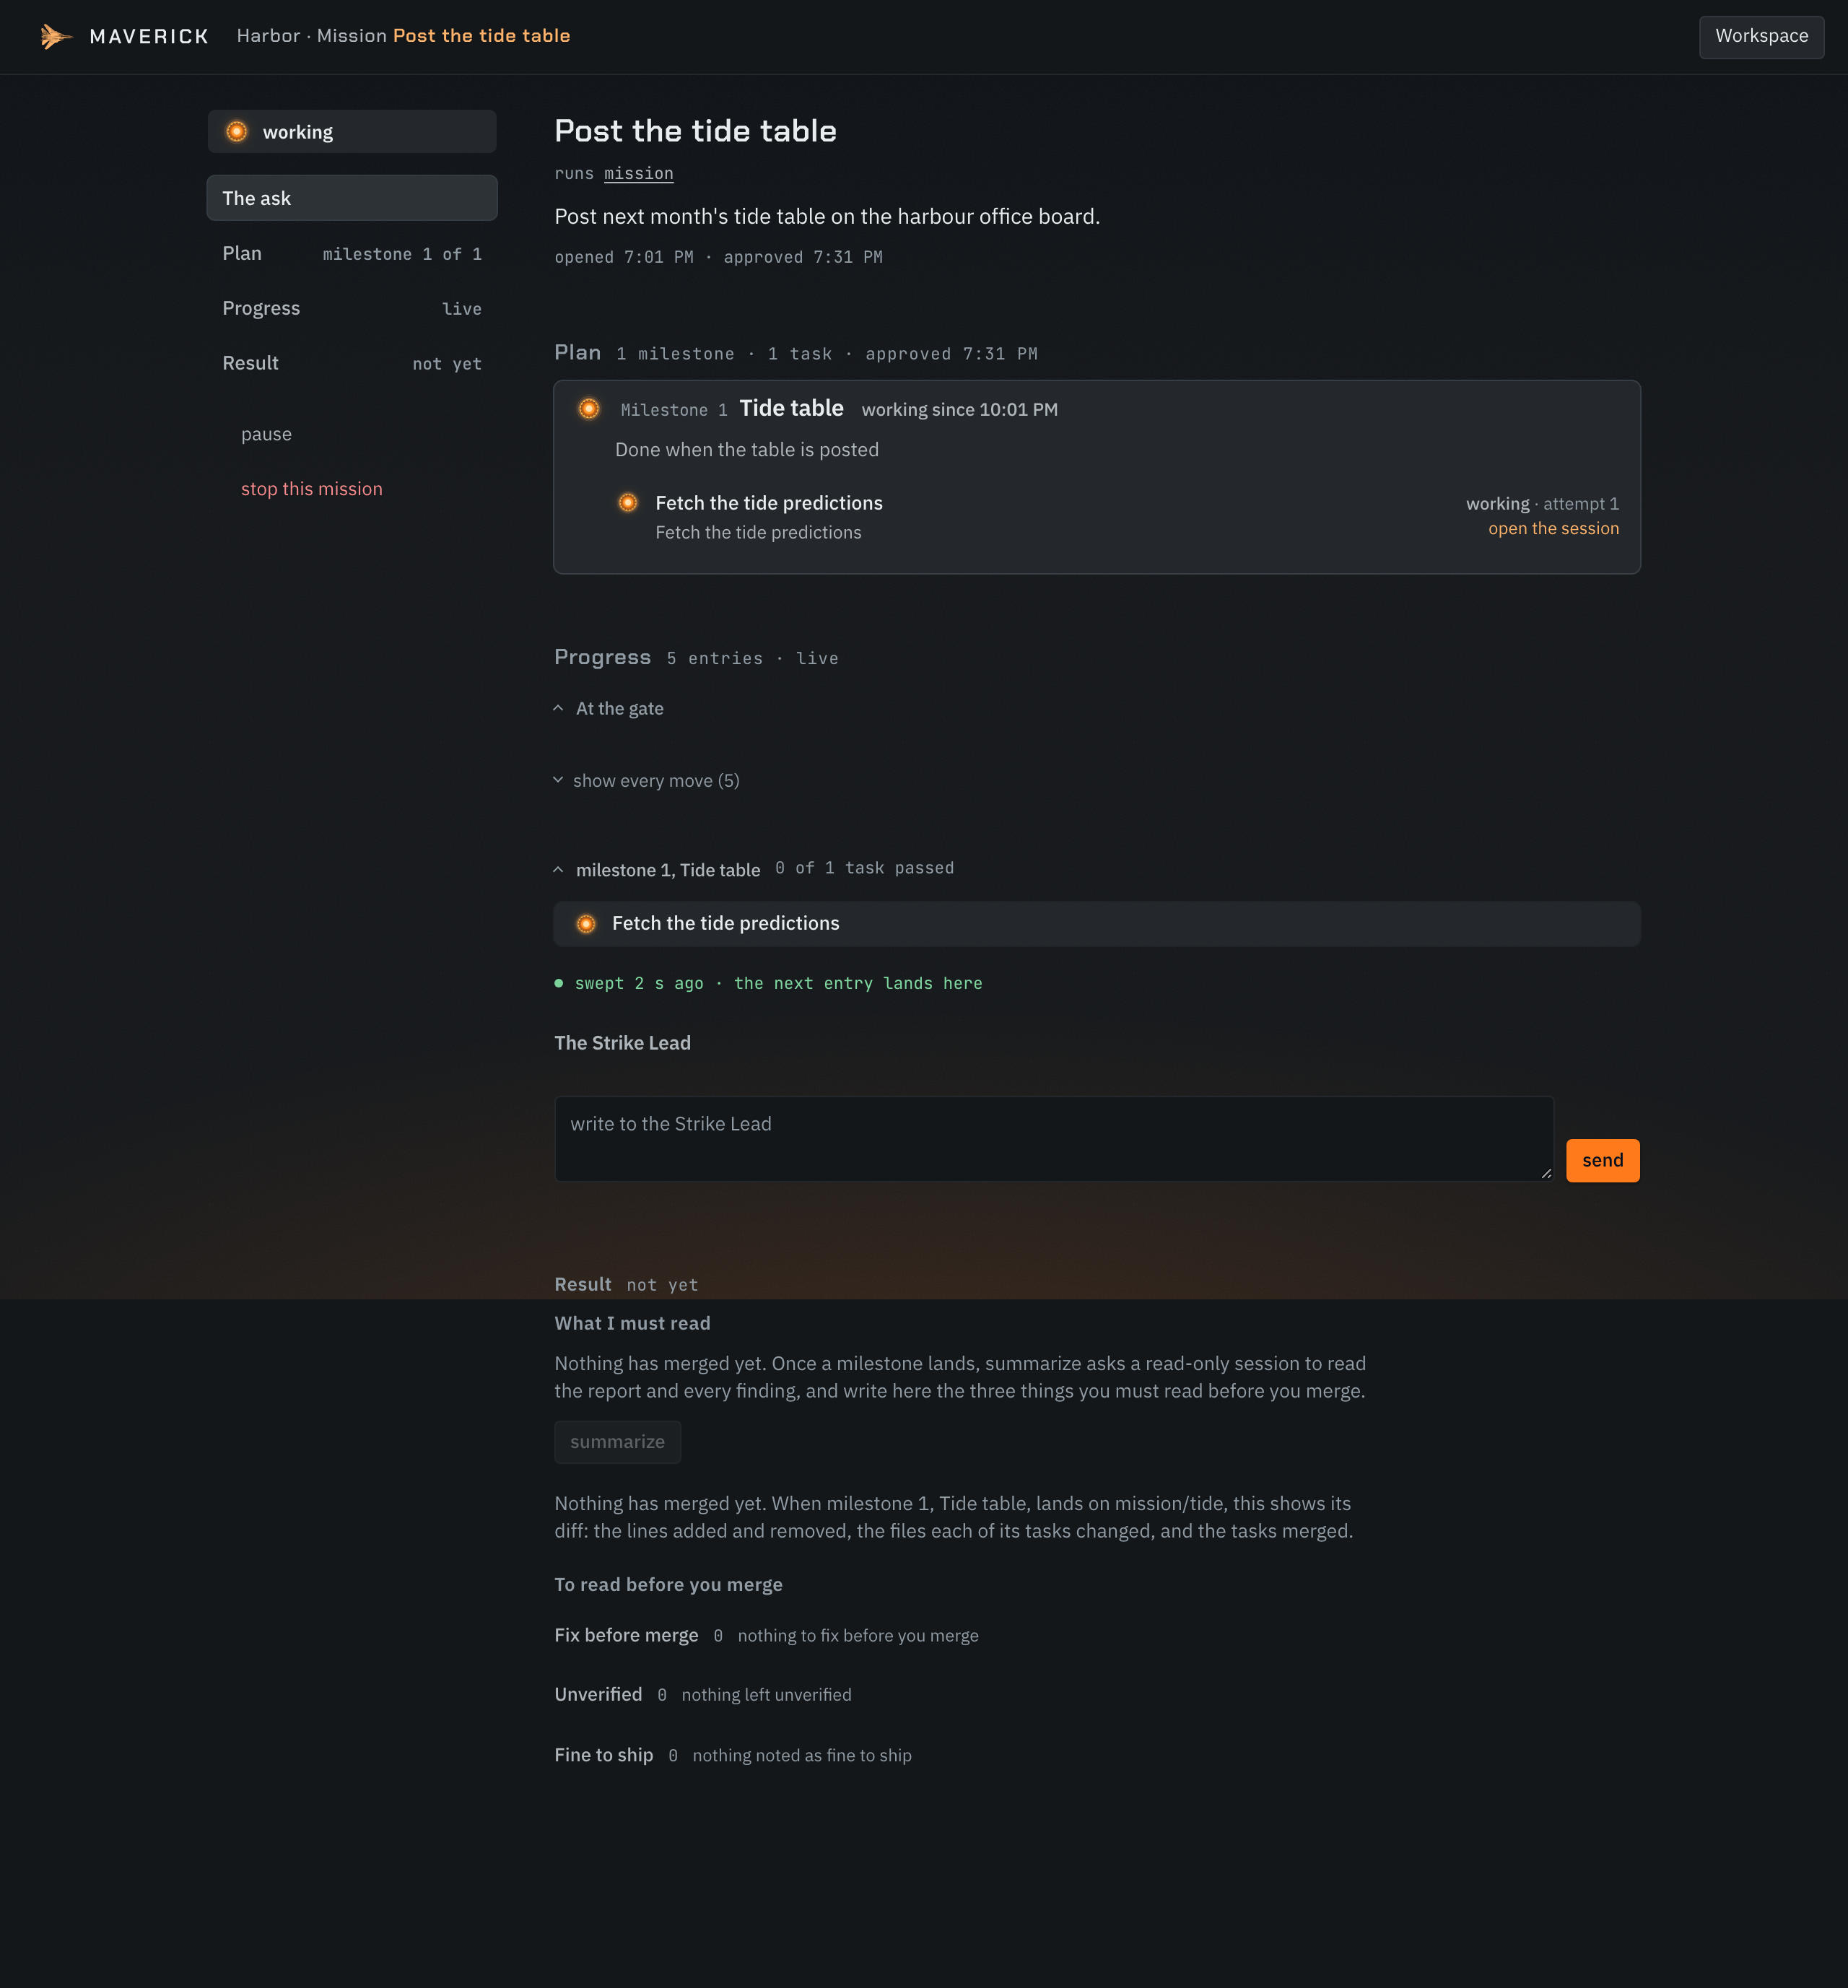 MAVERICK Harbor · Mission Post the tide table Workspace
working
The ask
Plan milestone 1 of 1
Progress live
Result not yet
pause
stop this mission
Post the tide table
runs mission
Post next month's tide table on the harbour office board.
opened 7:01 PM · approved 7:31 PM
Plan 1 milestone · 1 task · approved 7:31 PM
Milestone 1 Tide table working since 10:01 PM
Done when the table is posted
Fetch the tide predictions working · attempt 1
Fetch the tide predictions open the session
Progress 5 entries · live
At the gate
show every move (5)
milestone 1, Tide table 0 of 1 task passed
Fetch the tide predictions
swept 2 s ago · the next entry lands here
The Strike Lead
write to the Strike Lead
send
Result not yet
What I must read
Nothing has merged yet. Once a milestone lands, summarize asks a read-only session to read
the report and every finding, and write here the three things you must read before you merge.
summarize
Nothing has merged yet. When milestone 1, Tide table, lands on mission/tide, this shows its
diff: the lines added and removed, the files each of its tasks changed, and the tasks merged.
To read before you merge
Fix before merge 0 nothing to fix before you merge
Unverified 0 nothing left unverified
Fine to ship 0 nothing noted as fine to ship